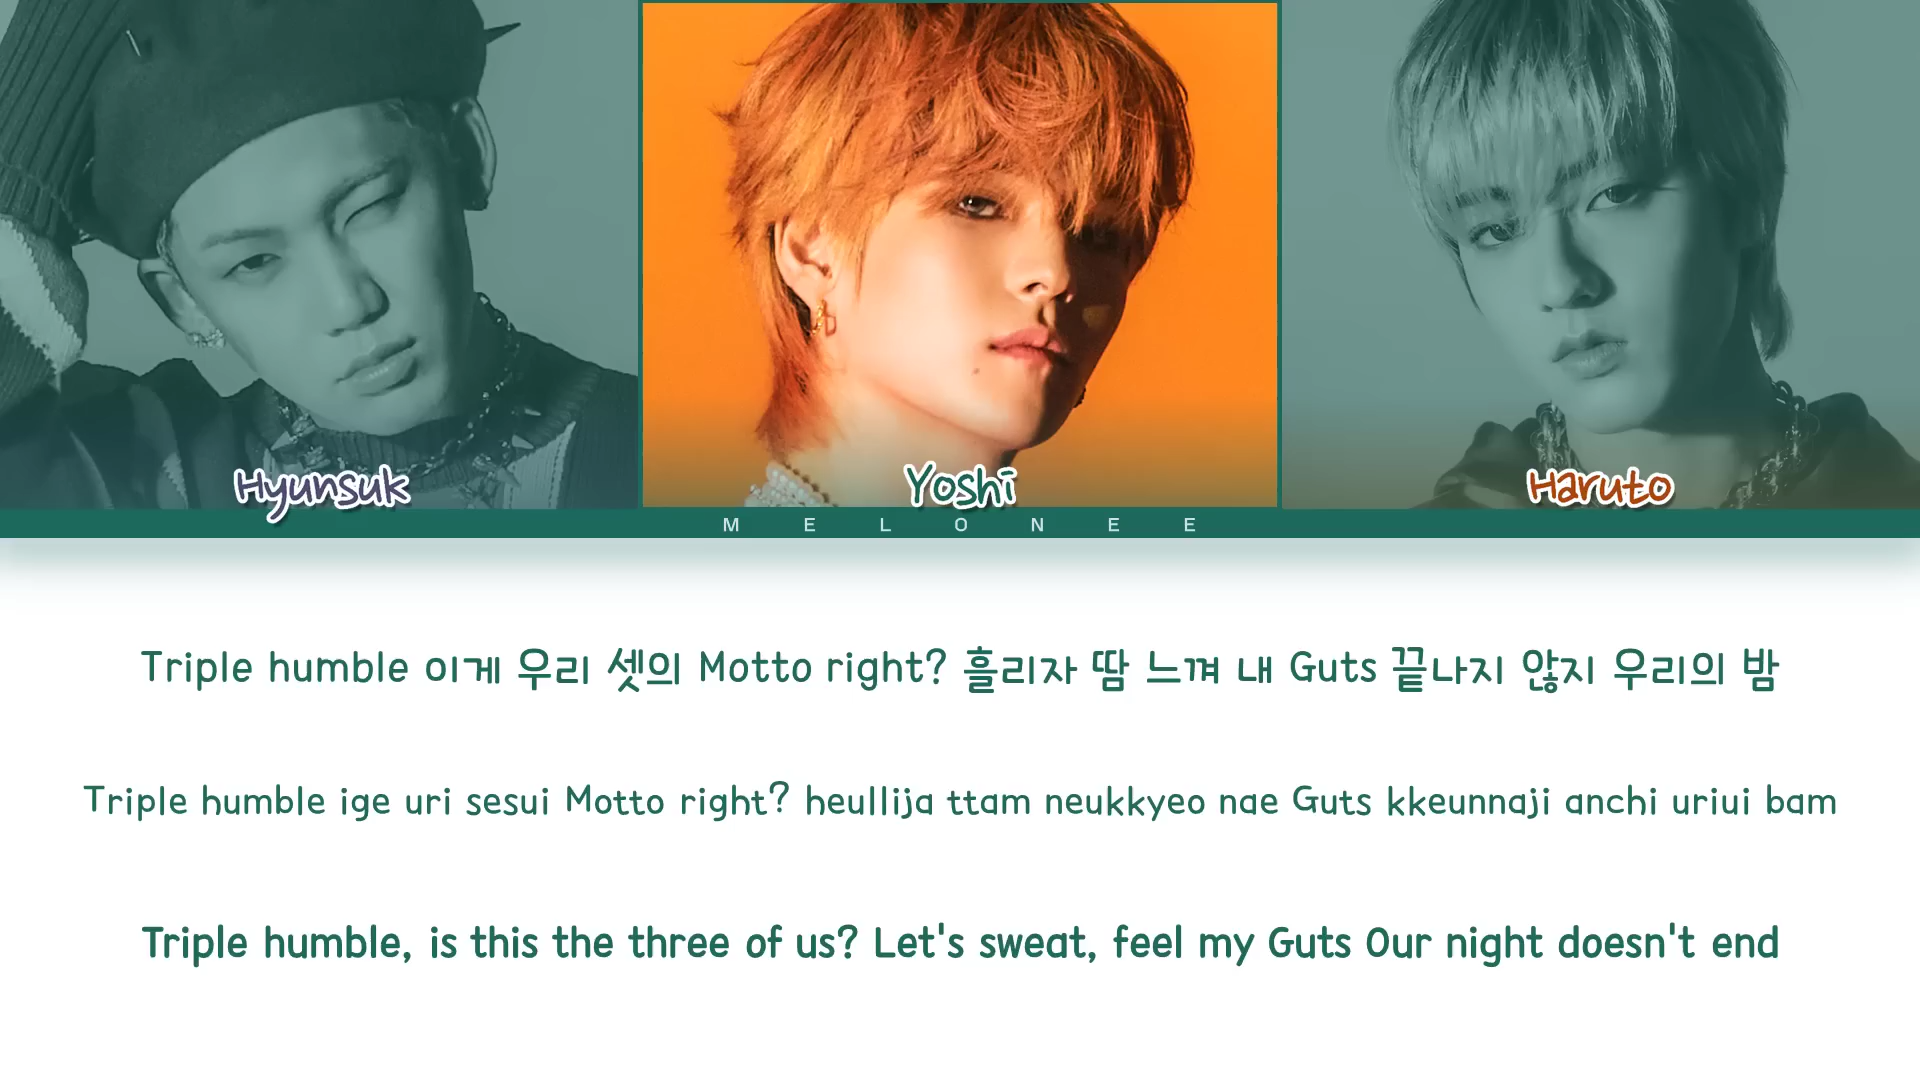 Hyunsuk
Yoshi
Haruto
MELONEE
Triple humble 이게 우리 셋의 Motto right? 흘리자 땀 느껴 내 Guts 끝나지 않지 우리의 밤
Triple humble ige uri sesui Motto right? heullija ttam neukkyeo nae Guts kkeunnaji anchi uriui bam
Triple humble, is this the three of us? Let's sweat, feel my Guts Our night doesn't end